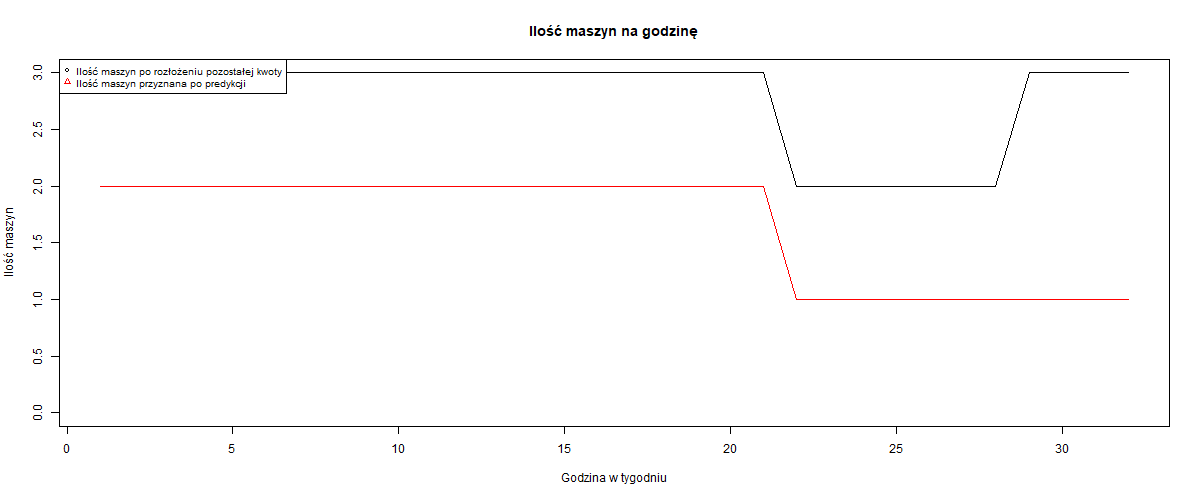 Ilość maszyn na godzinę
Ilość maszyn po rozłożeniu pozostałej kwoty
Ilość maszyn przyznana po predykcji
Ilość maszyn
3.0
2.5
2.0
1.5
1.0
0.5
0.0
0 5 10 15 20 25 30
Godzina w tygodniu